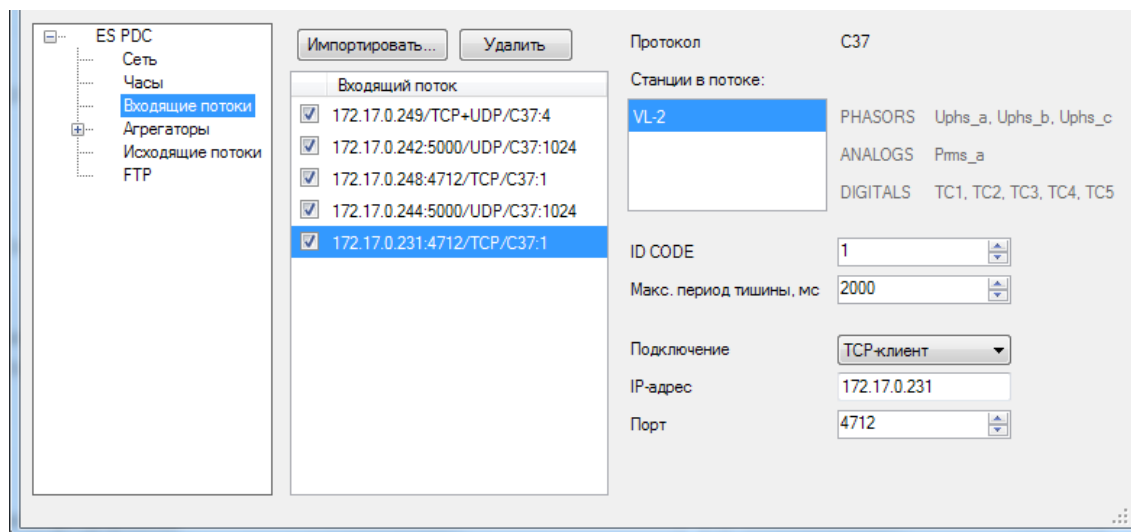 ES PDC
Сеть
Часы
Входящие потоки
Агрегаторы
Исходящие потоки
FTP
Импортировать... Удалить
Входящий поток
172.17.0.249/TCP+UDP/C37:4
172.17.0.242:5000/UDP/C37:1024
172.17.0.248:4712/TCP/C37:1
172.17.0.244:5000/UDP/C37:1024
172.17.0.231:4712/TCP/C37:1
Протокол C37
Станции в потоке:
VL-2
PHASORS Uphs_a, Uphs_b, Uphs_c
ANALOGS Prms_a
DIGITALS TC1, TC2, TC3, TC4, TC5
ID CODE 1
Макс. период тишины, мс 2000
Подключение TCP-клиент
IP-адрес 172.17.0.231
Порт 4712